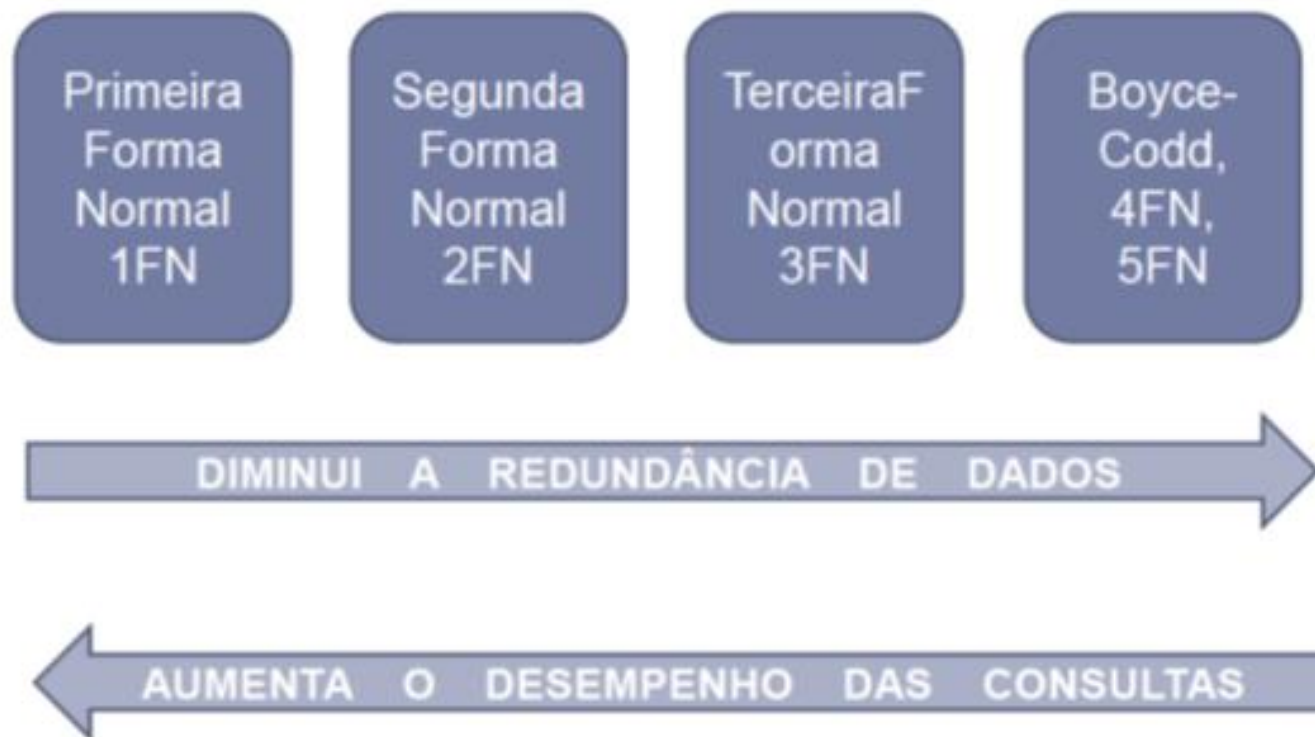 Primeira
Forma
Normal
1FN
Segunda
Forma
Normal
2FN
TerceiraF
orma
Normal
3FN
Boyce-
Codd,
4FN,
5FN
DIMINUI A REDUNDÂNCIA DE DADOS
AUMENTA O DESEMPENHO DAS CONSULTAS